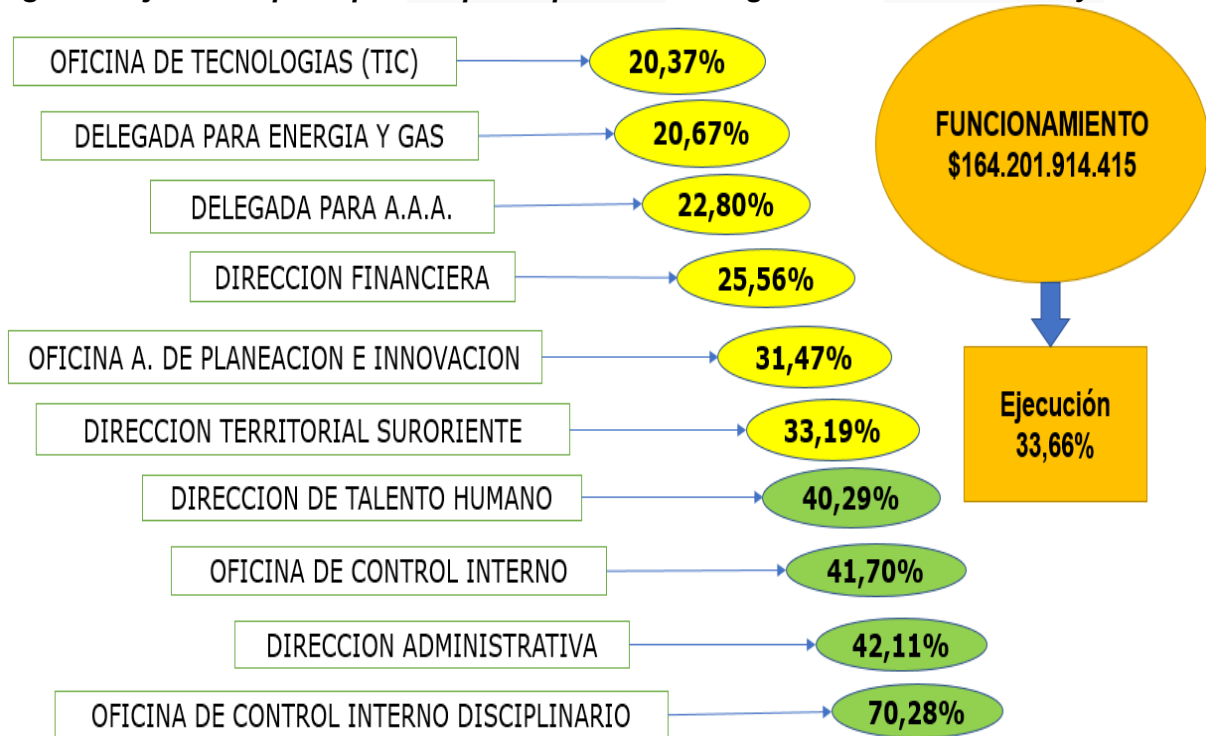 OFICINA DE TECNOLOGIAS (TIC)
20,37%
DELEGADA PARA ENERGIA Y GAS
20,67%
DELEGADA PARA A.A.A.
22,80%
DIRECCION FINANCIERA
25,56%
OFICINA A. DE PLANEACION E INNOVACION
31,47%
DIRECCION TERRITORIAL SURORIENTE
33,19%
DIRECCION DE TALENTO HUMANO
40,29%
OFICINA DE CONTROL INTERNO
41,70%
DIRECCION ADMINISTRATIVA
42,11%
OFICINA DE CONTROL INTERNO DISCIPLINARIO
70,28%
FUNCIONAMIENTO
$164.201.914.415
Ejecución
33,66%